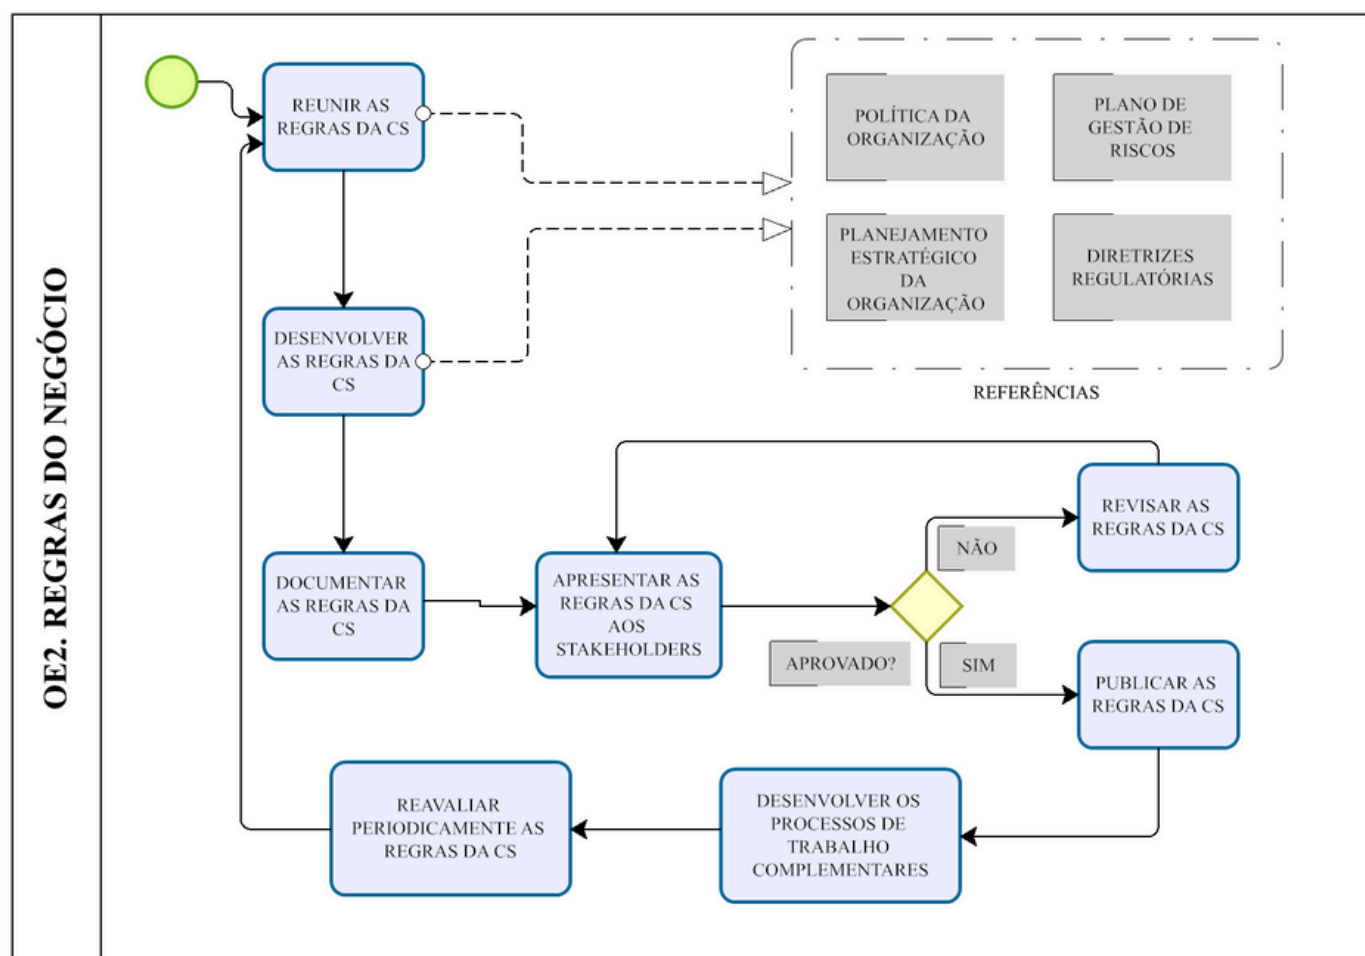 OE2. REGRAS DO NEGÓCIO
REUNIR AS
REGRAS DA CS
POLÍTICA DA
ORGANIZAÇÃO
PLANO DE
GESTÃO DE
RISCOS
PLANEJAMENTO
ESTRATÉGICO
DA
ORGANIZAÇÃO
DIRETRIZES
REGULATÓRIAS
REFERÊNCIAS
DESENVOLVER
AS REGRAS DA
CS
DOCUMENTAR
AS REGRAS DA
CS
APRESENTAR AS
REGRAS DA CS
AOS
STAKEHOLDERS
APROVADO?
NÃO
SIM
REVISAR AS
REGRAS DA CS
PUBLICAR AS
REGRAS DA CS
DESENVOLVER OS
PROCESSOS DE
TRABALHO
COMPLEMENTARES
REAVALIAR
PERIODICAMENTE AS
REGRAS DA CS